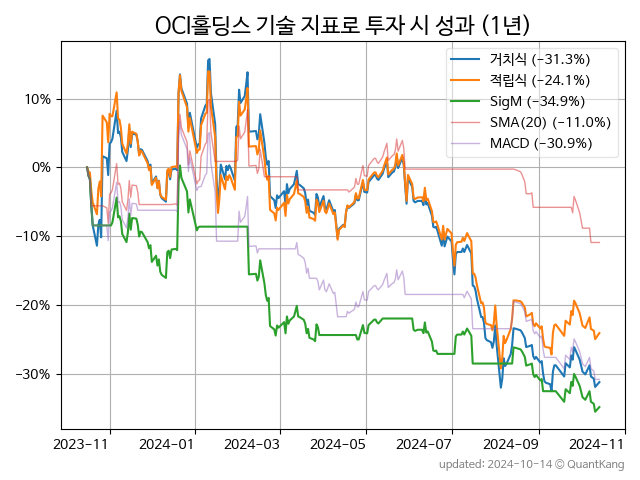 OCI홀딩스 기술 지표로 투자 시 성과 (1년)
거치식 (−31.3%)
적립식 (−24.1%)
SigM (−34.9%)
SMA(20) (−11.0%)
MACD (−30.9%)
10%
0%
−10%
−20%
−30%
2023-11 2024-01 2024-03 2024-05 2024-07 2024-09 2024-11
updated: 2024-10-14 © QuantKang